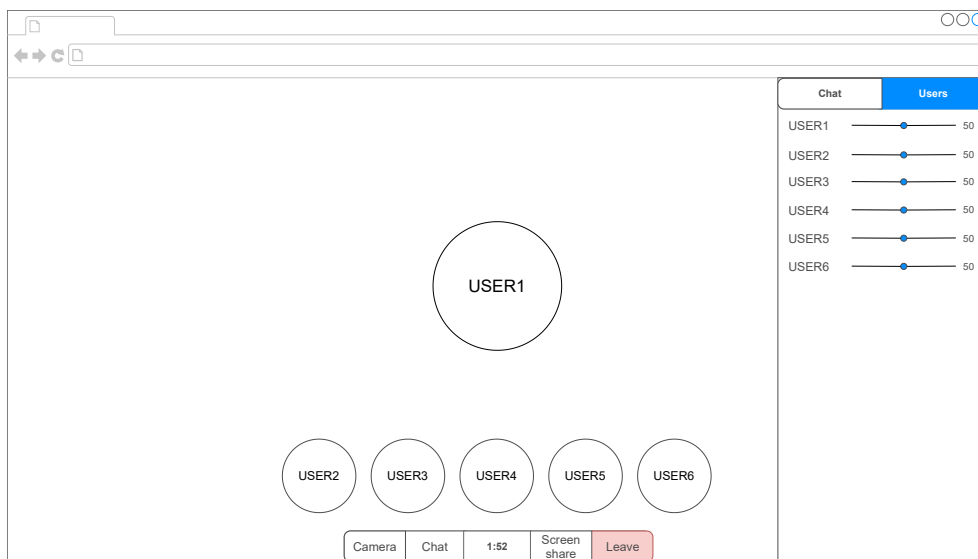 Chat
Users
USER1 50
USER2 50
USER3 50
USER4 50
USER5 50
USER6 50
USER1
USER2
USER3
USER4
USER5
USER6
Camera
Chat
1:52
Screen
share
Leave